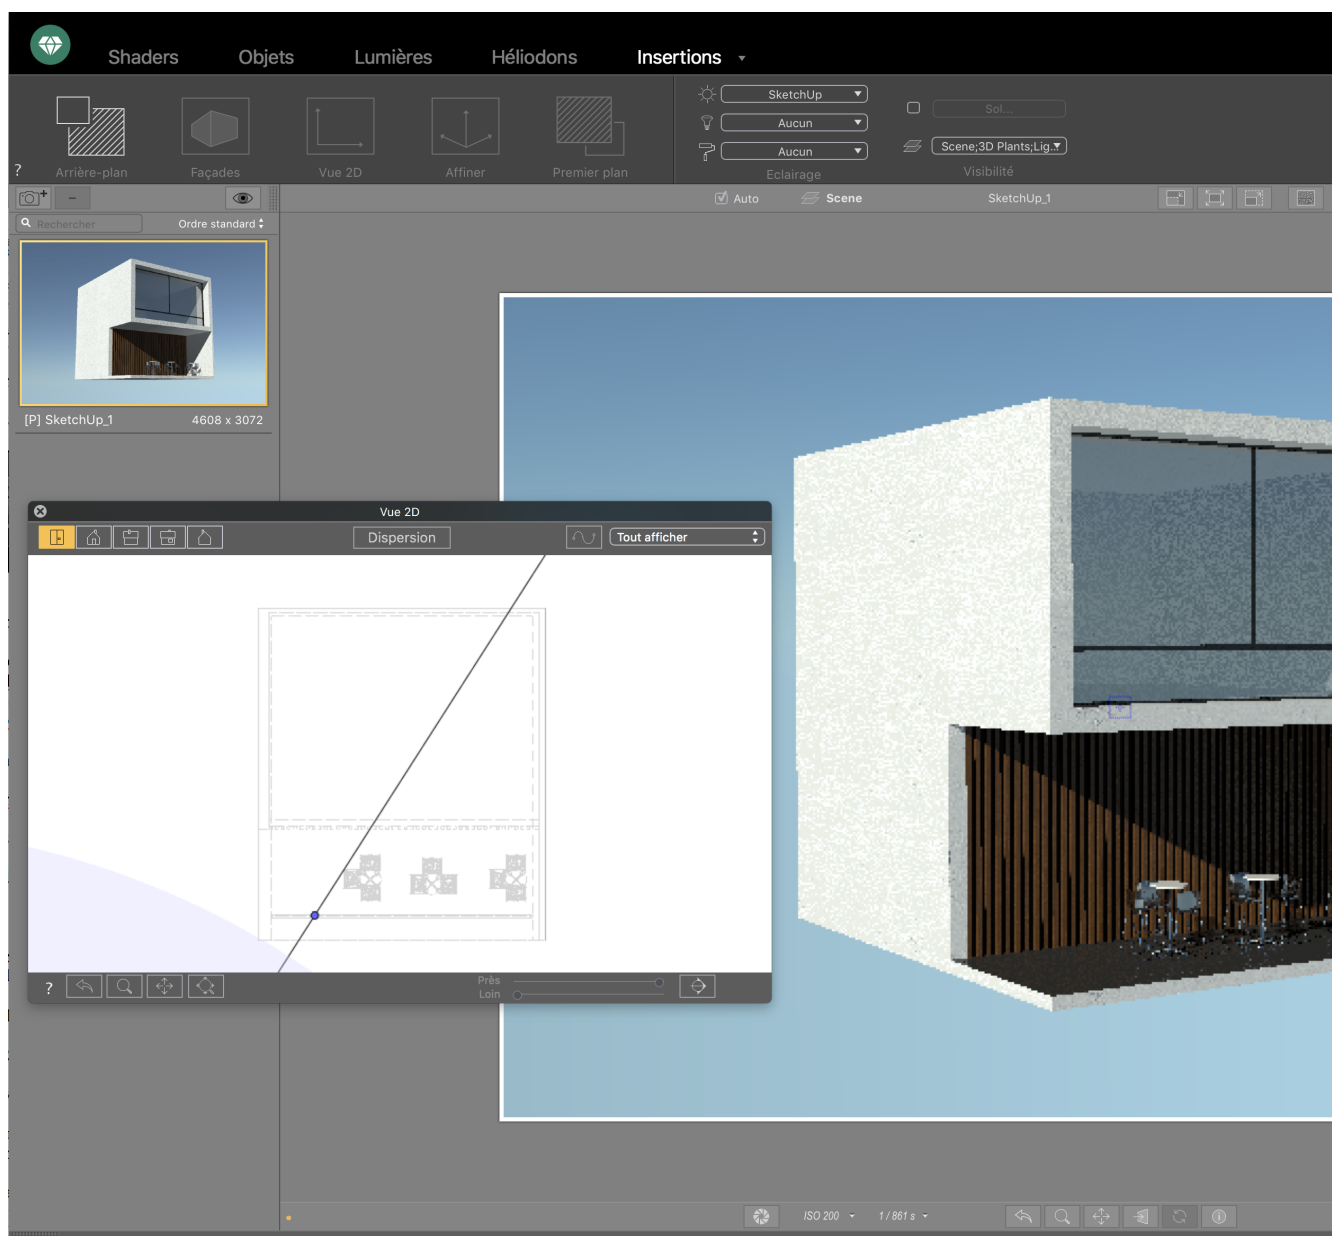 Shaders Objets Lumières Héliodons Insertions
SketchUp
Sol...
Aucun
Scene;3D Plants;Lig..
Aucun
? Arrière-plan Façades Vue 2D Affiner Premier plan Eclairage Visibilité
Auto Scene SketchUp_1
Rechercher Ordre standard
[P] SketchUp_1 4608 x 3072
Vue 2D
Dispersion Tout afficher
?
Près
Loin
ISO 200 1 / 861 s